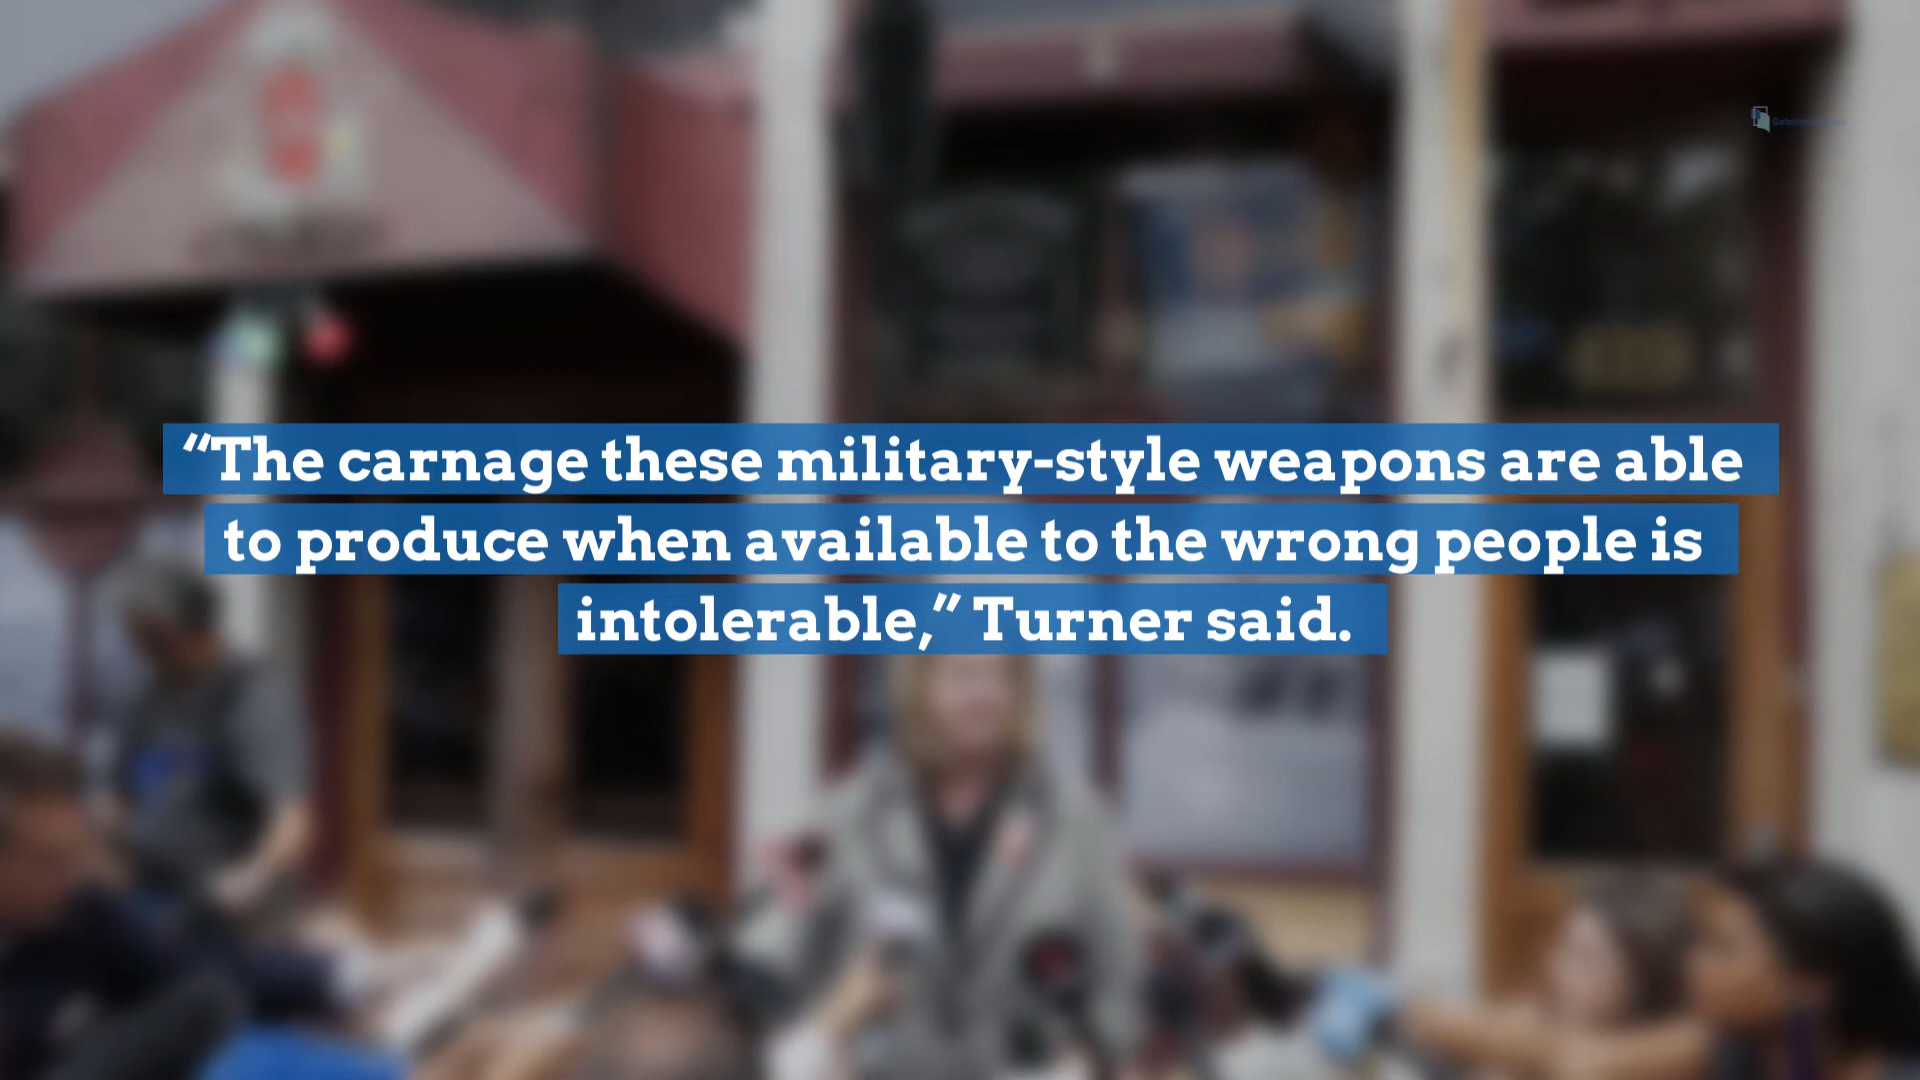 “The carnage these military-style weapons are able
to produce when available to the wrong people is
intolerable,” Turner said.